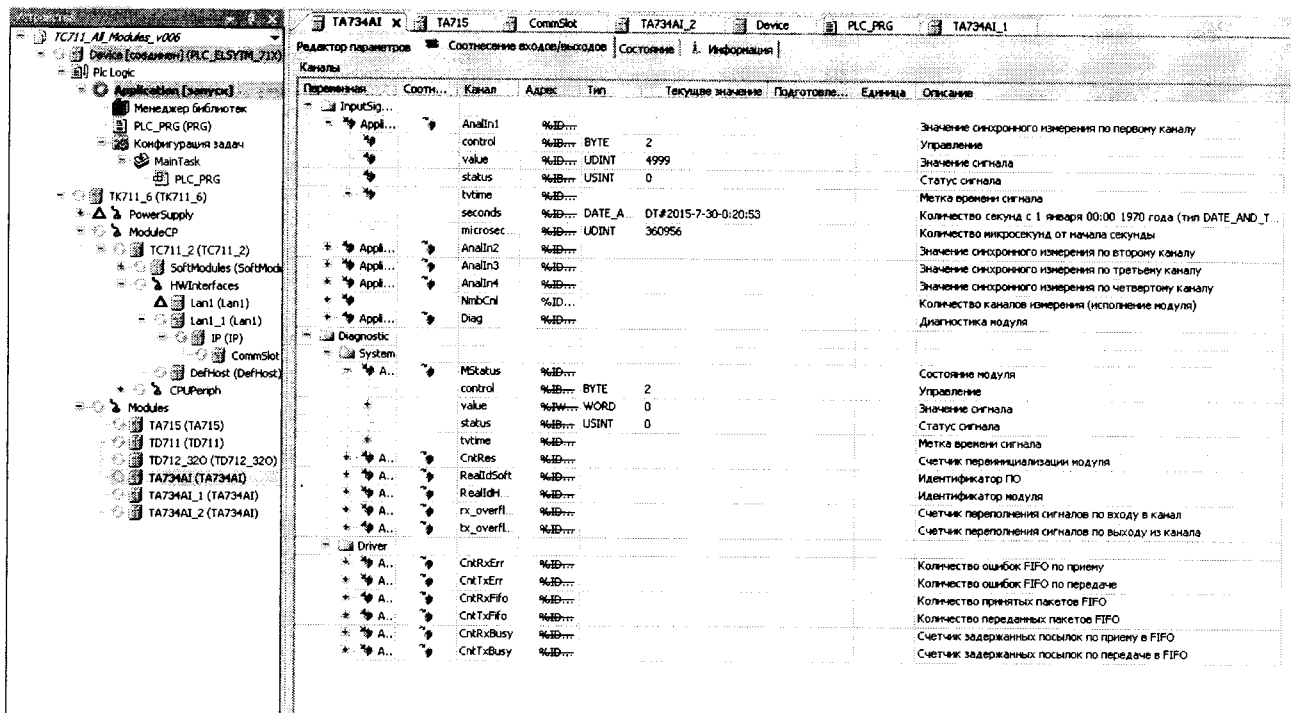 TA734AI x TA715 CommSlot TA734AI_2 Device PLC_PRG TA734AI_1
TC711_All_Modules_v006
Device [соединен] (PLC_ELSYTM_71X)
Plc Logic
Application [запуск]
Менеджер библиотек
PLC_PRG (PRG)
Конфигурация задач
MainTask
PLC_PRG
TK711_6 (TK711_6)
PowerSupply
ModuleCP
TC711_2 (TC711_2)
SoftModules (SoftModu
HWInterfaces
Lan1 (Lan1)
Lan1_1 (Lan1)
IP (IP)
CommSlot
DefHost (DefHost)
CPUPeriph
Modules
TA715 (TA715)
TD711 (TD711)
TD712_32O (TD712_32O)
TA734AI (TA734AI)
TA734AI_1 (TA734AI)
TA734AI_2 (TA734AI)
Редактор параметров Соотнесение входов/выходов Состояние Информация
Каналы
Переменная Соотн... Канал Адрес Тип Текущее значение Подготовле... Единица Описание
InputSig...
Appli... AnalIn1 %ID... Значение синхронного измерения по первому каналу
control %IB... BYTE 2 Управление
value %ID... UDINT 4999 Значение сигнала
status %IB... USINT 0 Статус сигнала
tvtime %ID... Метка времени сигнала
seconds %ID... DATE_A... DT#2015-7-30-0:20:53 Количество секунд с 1 января 00:00 1970 года (тип DATE_AND_T...
microsec... %ID... UDINT 360956 Количество микросекунд от начала секунды
Appli... AnalIn2 %ID... Значение синхронного измерения по второму каналу
Appli... AnalIn3 %ID... Значение синхронного измерения по третьему каналу
Appli... AnalIn4 %ID... Значение синхронного измерения по четвертому каналу
NmbCnl %ID... Количество каналов измерения (исполнение модуля)
Appli... Diag %ID... Диагностика модуля
Diagnostic
System
A... MStatus %ID... Состояние модуля
control %IB... BYTE 2 Управление
value %IW... WORD 0 Значение сигнала
status %IB... USINT 0 Статус сигнала
tvtime %ID... Метка времени сигнала
A... CntRes %ID... Счетчик переинициализации модуля
A... RealIdSoft %ID... Идентификатор ПО
A... RealIdH... %ID... Идентификатор модуля
A... rx_overfl... %ID... Счетчик переполнения сигналов по входу в канал
A... tx_overfl... %ID... Счетчик переполнения сигналов по выходу из канала
Driver
A... CntRxErr %ID... Количество ошибок FIFO по приему
A... CntTxErr %ID... Количество ошибок FIFO по передаче
A... CntRxFifo %ID... Количество принятых пакетов FIFO
A... CntTxFifo %ID... Количество переданных пакетов FIFO
A... CntRxBusy %ID... Счетчик задержанных посылок по приему в FIFO
A... CntTxBusy %ID... Счетчик задержанных посылок по передаче в FIFO